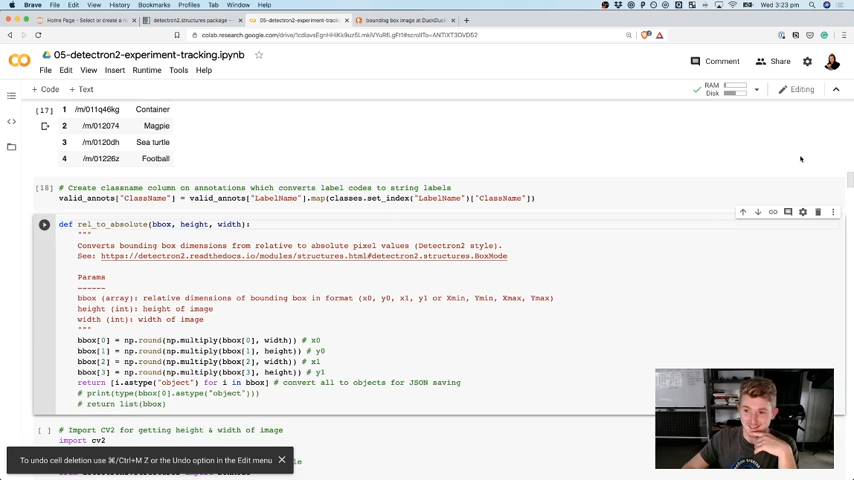 Brave File Edit View History Bookmarks Profiles Tab Window Help Wed 3:23 pm
Home Page - Select or create a n
detectron2.structures package —
05-detectron2-experiment-track
bounding box image at DuckDuc
colab.research.google.com
05-detectron2-experiment-tracking.ipynb
Comment Share
File Edit View Insert Runtime Tools Help
+ Code + Text RAM Disk Editing
[17] 1 /m/011q46kg Container
2 /m/012074 Magpie
3 /m/0120dh Sea turtle
4 /m/01226z Football
[18] # Create classname column on annotations which converts label codes to string labels
valid_annots["ClassName"] = valid_annots["LabelName"].map(classes.set_index("LabelName")["ClassName"])
def rel_to_absolute(bbox, height, width):
"""
Converts bounding box dimensions from relative to absolute pixel values (Detectron2 style).
See: https://detectron2.readthedocs.io/modules/structures.html#detectron2.structures.BoxMode
Params
------
bbox (array): relative dimensions of bounding box in format (x0, y0, x1, y1 or Xmin, Ymin, Xmax, Ymax)
height (int): height of image
width (int): width of image
"""
bbox[0] = np.round(np.multiply(bbox[0], width)) # x0
bbox[1] = np.round(np.multiply(bbox[1], height)) # y0
bbox[2] = np.round(np.multiply(bbox[2], width)) # x1
bbox[3] = np.round(np.multiply(bbox[3], height)) # y1
return [i.astype("object") for i in bbox] # convert all to objects for JSON saving
# print(type(bbox[0].astype("object")))
# return list(bbox)
[ ] # Import CV2 for getting height & width of image
import cv2
To undo cell deletion use ⌘/Ctrl+M Z or the Undo option in the Edit menu